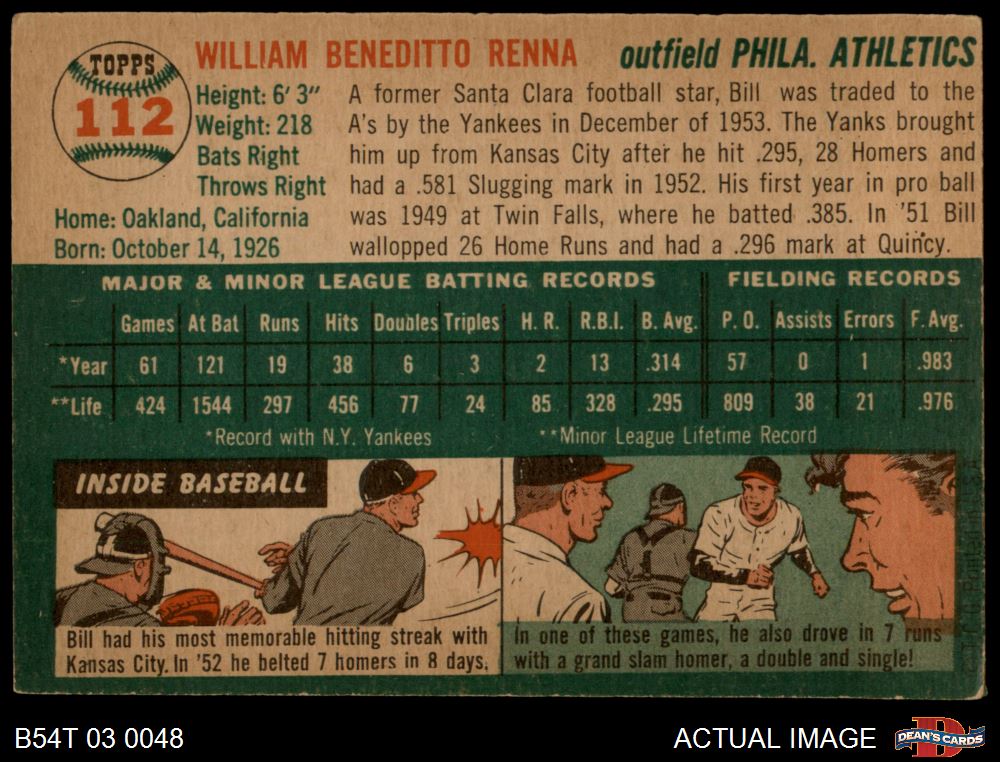 TOPPS
112
WILLIAM BENEDITTO RENNA outfield PHILA. ATHLETICS
Height: 6' 3"
Weight: 218
Bats Right
Throws Right
Home: Oakland, California
Born: October 14, 1926
A former Santa Clara football star, Bill was traded to the
A's by the Yankees in December of 1953. The Yanks brought
him up from Kansas City after he hit .295, 28 Homers and
had a .581 Slugging mark in 1952. His first year in pro ball
was 1949 at Twin Falls, where he batted .385. In '51 Bill
wallopped 26 Home Runs and had a .296 mark at Quincy.
MAJOR & MINOR LEAGUE BATTING RECORDS FIELDING RECORDS
Games At Bat Runs Hits Doubles Triples H. R. R.B.I. B. Avg. P. O. Assists Errors F. Avg.
*Year 61 121 19 38 6 3 2 13 .314 57 0 1 .983
**Life 424 1544 297 456 77 24 85 328 .295 809 38 21 .976
*Record with N.Y. Yankees **Minor League Lifetime Record
INSIDE BASEBALL
Bill had his most memorable hitting streak with
Kansas City. In '52 he belted 7 homers in 8 days.
In one of these games, he also drove in 7 runs
with a grand slam homer, a double and single!
B54T 03 0048
ACTUAL IMAGE
DEAN'S CARDS